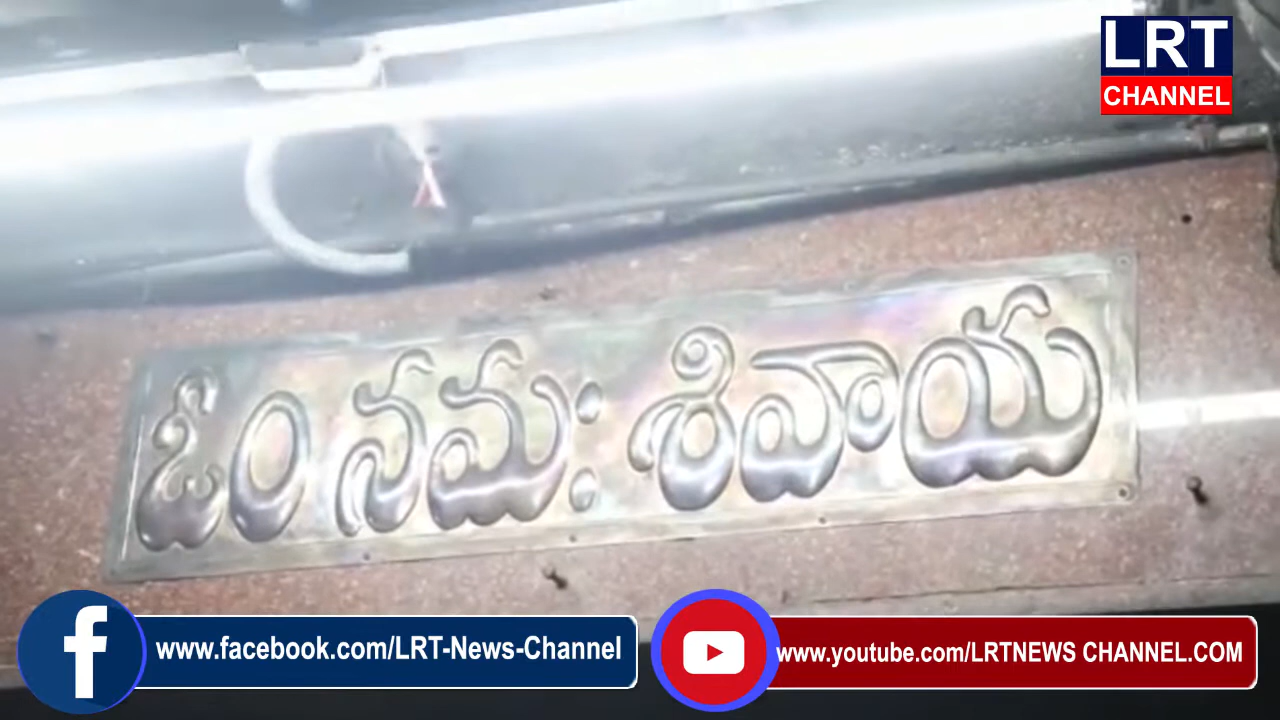 LRT
CHANNEL
ఓం నమ: శివాయ
www.facebook.com/LRT-News-Channel
www.youtube.com/LRTNEWS CHANNEL.COM